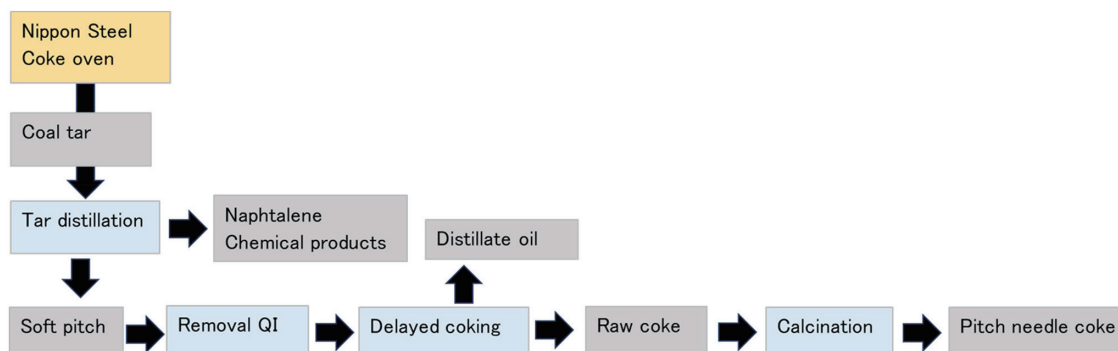 Nippon Steel
Coke oven
Coal tar
Tar distillation
Naphtalene
Chemical products
Distillate oil
Soft pitch
Removal QI
Delayed coking
Raw coke
Calcination
Pitch needle coke